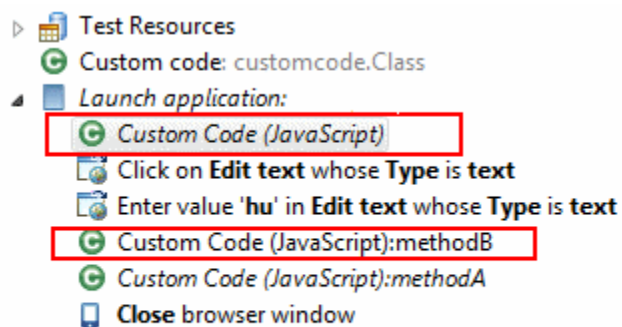 Test Resources
Custom code: customcode.Class
Launch application:
Custom Code (JavaScript)
Click on Edit text whose Type is text
Enter value 'hu' in Edit text whose Type is text
Custom Code (JavaScript):methodB
Custom Code (JavaScript):methodA
Close browser window